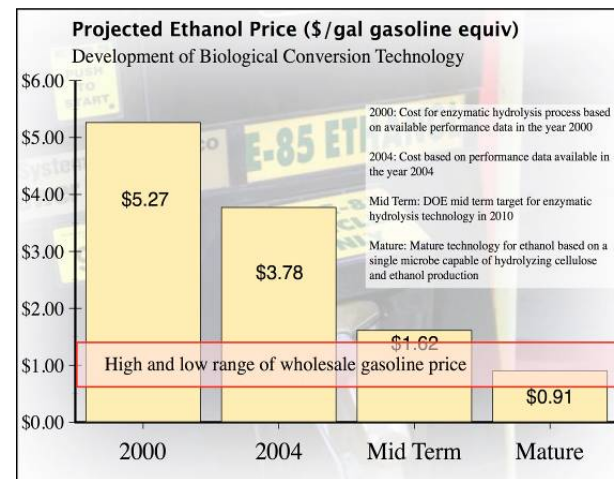 Projected Ethanol Price ($/gal gasoline equiv)
Development of Biological Conversion Technology
$6.00
$5.00
$4.00
$3.00
$2.00
$1.00
$0.00
PUSH
TO
START
System
E-85 ETH
2000: Cost for enzymatic hydrolysis process based
on available performance data in the year 2000
2004: Cost based on performance data available in
the year 2004
Mid Term: DOE mid term target for enzymatic
hydrolysis technology in 2010
Mature: Mature technology for ethanol based on a
single microbe capable of hydrolyzing cellulose
and ethanol production
$5.27
$3.78
$1.62
$0.91
High and low range of wholesale gasoline price
2000
2004
Mid Term
Mature